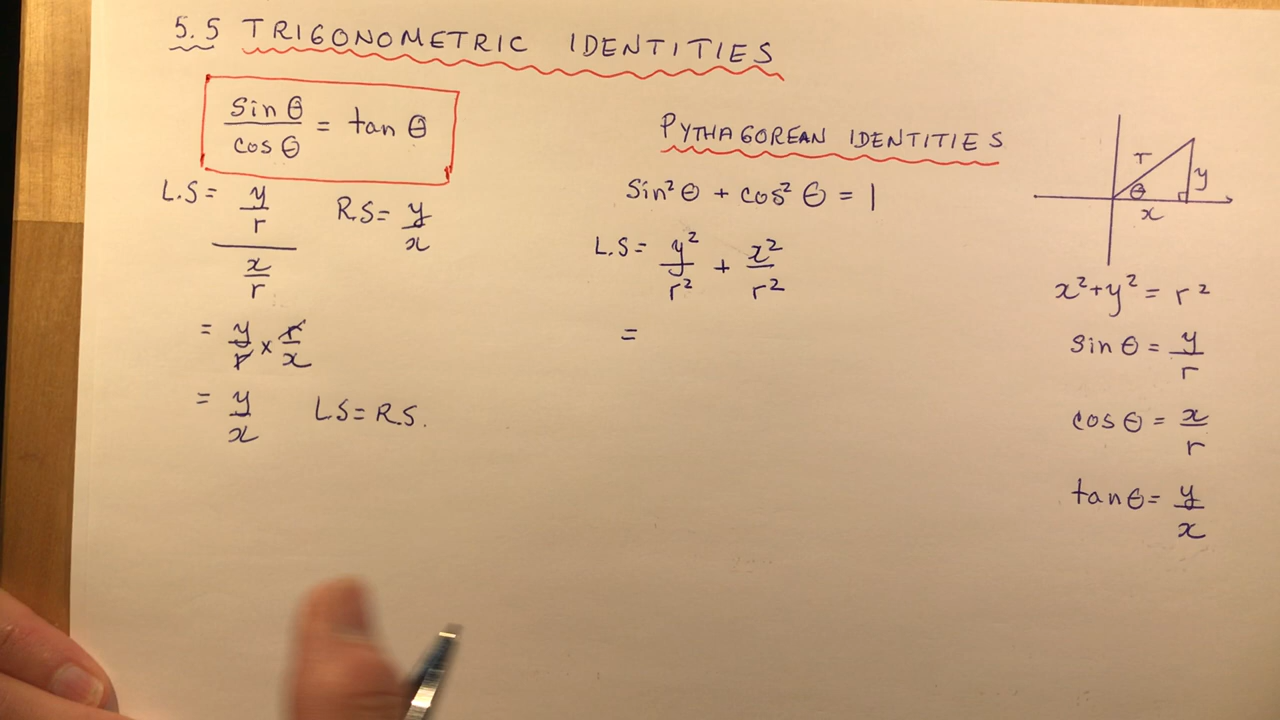 5.5 TRIGONOMETRIC IDENTITIES
sin θ / cos θ = tan θ
L.S = y/r / x/r
R.S = y/x
= y/r × r/x
= y/x
LS = R.S.
PYTHAGOREAN IDENTITIES
Sin² θ + cos² θ = 1
L.S = y²/r² + x²/r²
=
r
y
θ
x
x² + y² = r²
sin θ = y/r
cos θ = x/r
tan θ = y/x